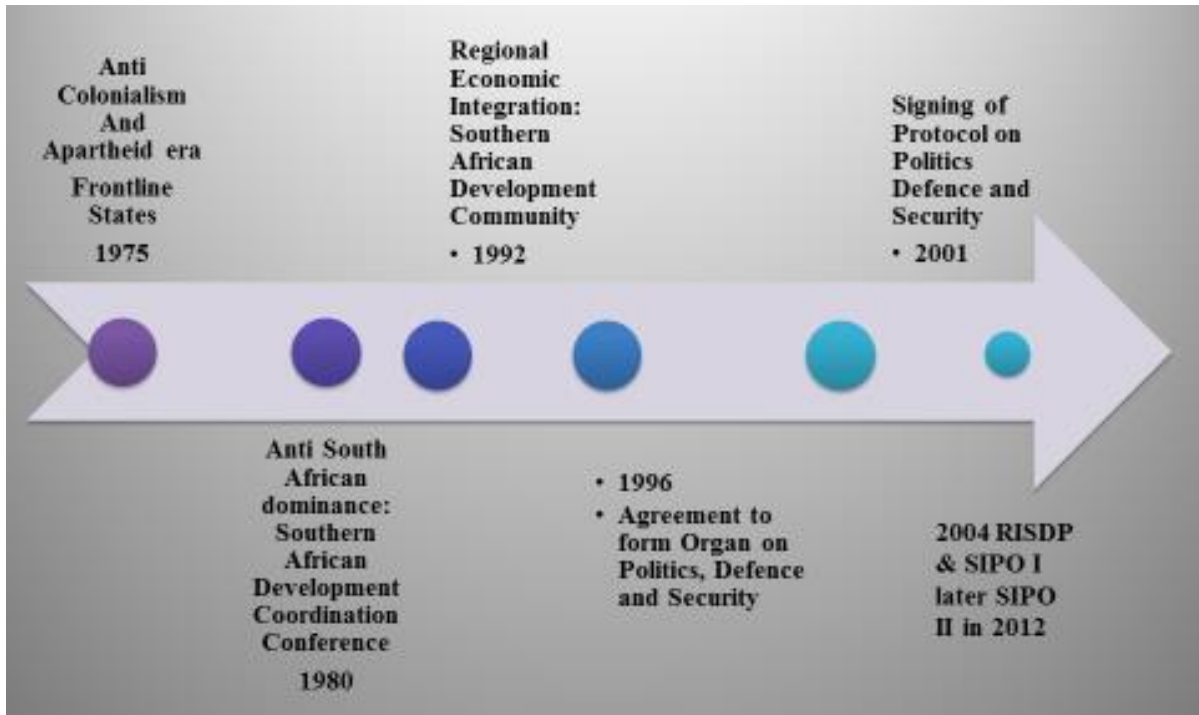 Anti
Colonialism
And
Apartheid era
Frontline
States
1975
Anti South
African
dominance:
Southern
African
Development
Coordination
Conference
1980
Regional
Economic
Integration:
Southern
African
Development
Community
• 1992
• 1996
• Agreement to
form Organ on
Politics, Defence
and Security
Signing of
Protocol on
Politics
Defence and
Security
• 2001
2004 RISDP
& SIPO I
later SIPO
II in 2012